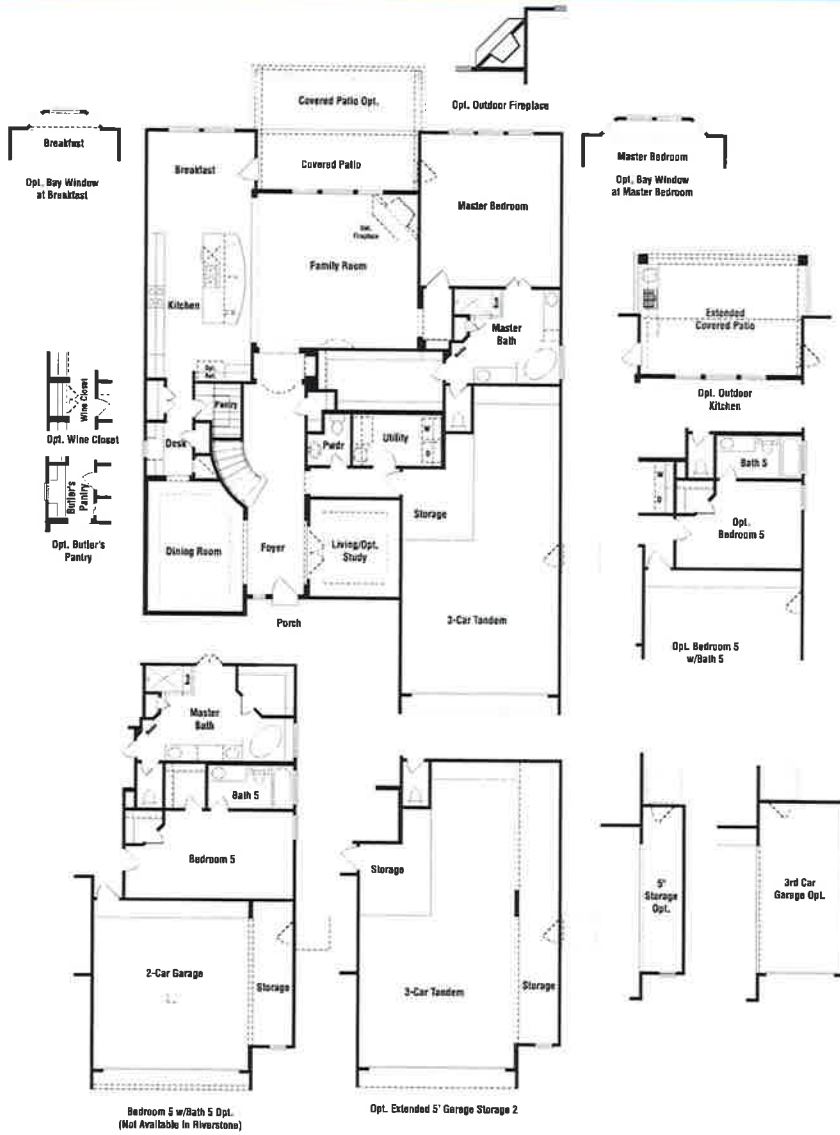 Covered Patio Opt.
Opt. Outdoor Fireplace
Breakfast
Opt. Bay Window
at Breakfast
Breakfast
Covered Patio
Master Bedroom
Master Bedroom
Opt. Bay Window
at Master Bedroom
Opt.
Fireplace
Family Room
Kitchen
Master
Bath
Extended
Covered Patio
Opt. Outdoor
Kitchen
Opt.
Ref.
Wine Closet
Opt. Wine Closet
Pantry
Desk
Pwdr
Utility
W
D
Butler's
Pantry
Opt. Butler's
Pantry
Storage
Dining Room
Foyer
Living/Opt.
Study
Porch
3-Car Tandem
Bath 5
W
D
Opt.
Bedroom 5
Opt. Bedroom 5
w/Bath 5
Master
Bath
Bath 5
Bedroom 5
2-Car Garage
Storage
Bedroom 5 w/Bath 5 Opt.
(Not Available in Riverstone)
Storage
3-Car Tandem
Storage
Opt. Extended 5' Garage Storage 2
5'
Storage
Opt.
3rd Car
Garage Opt.